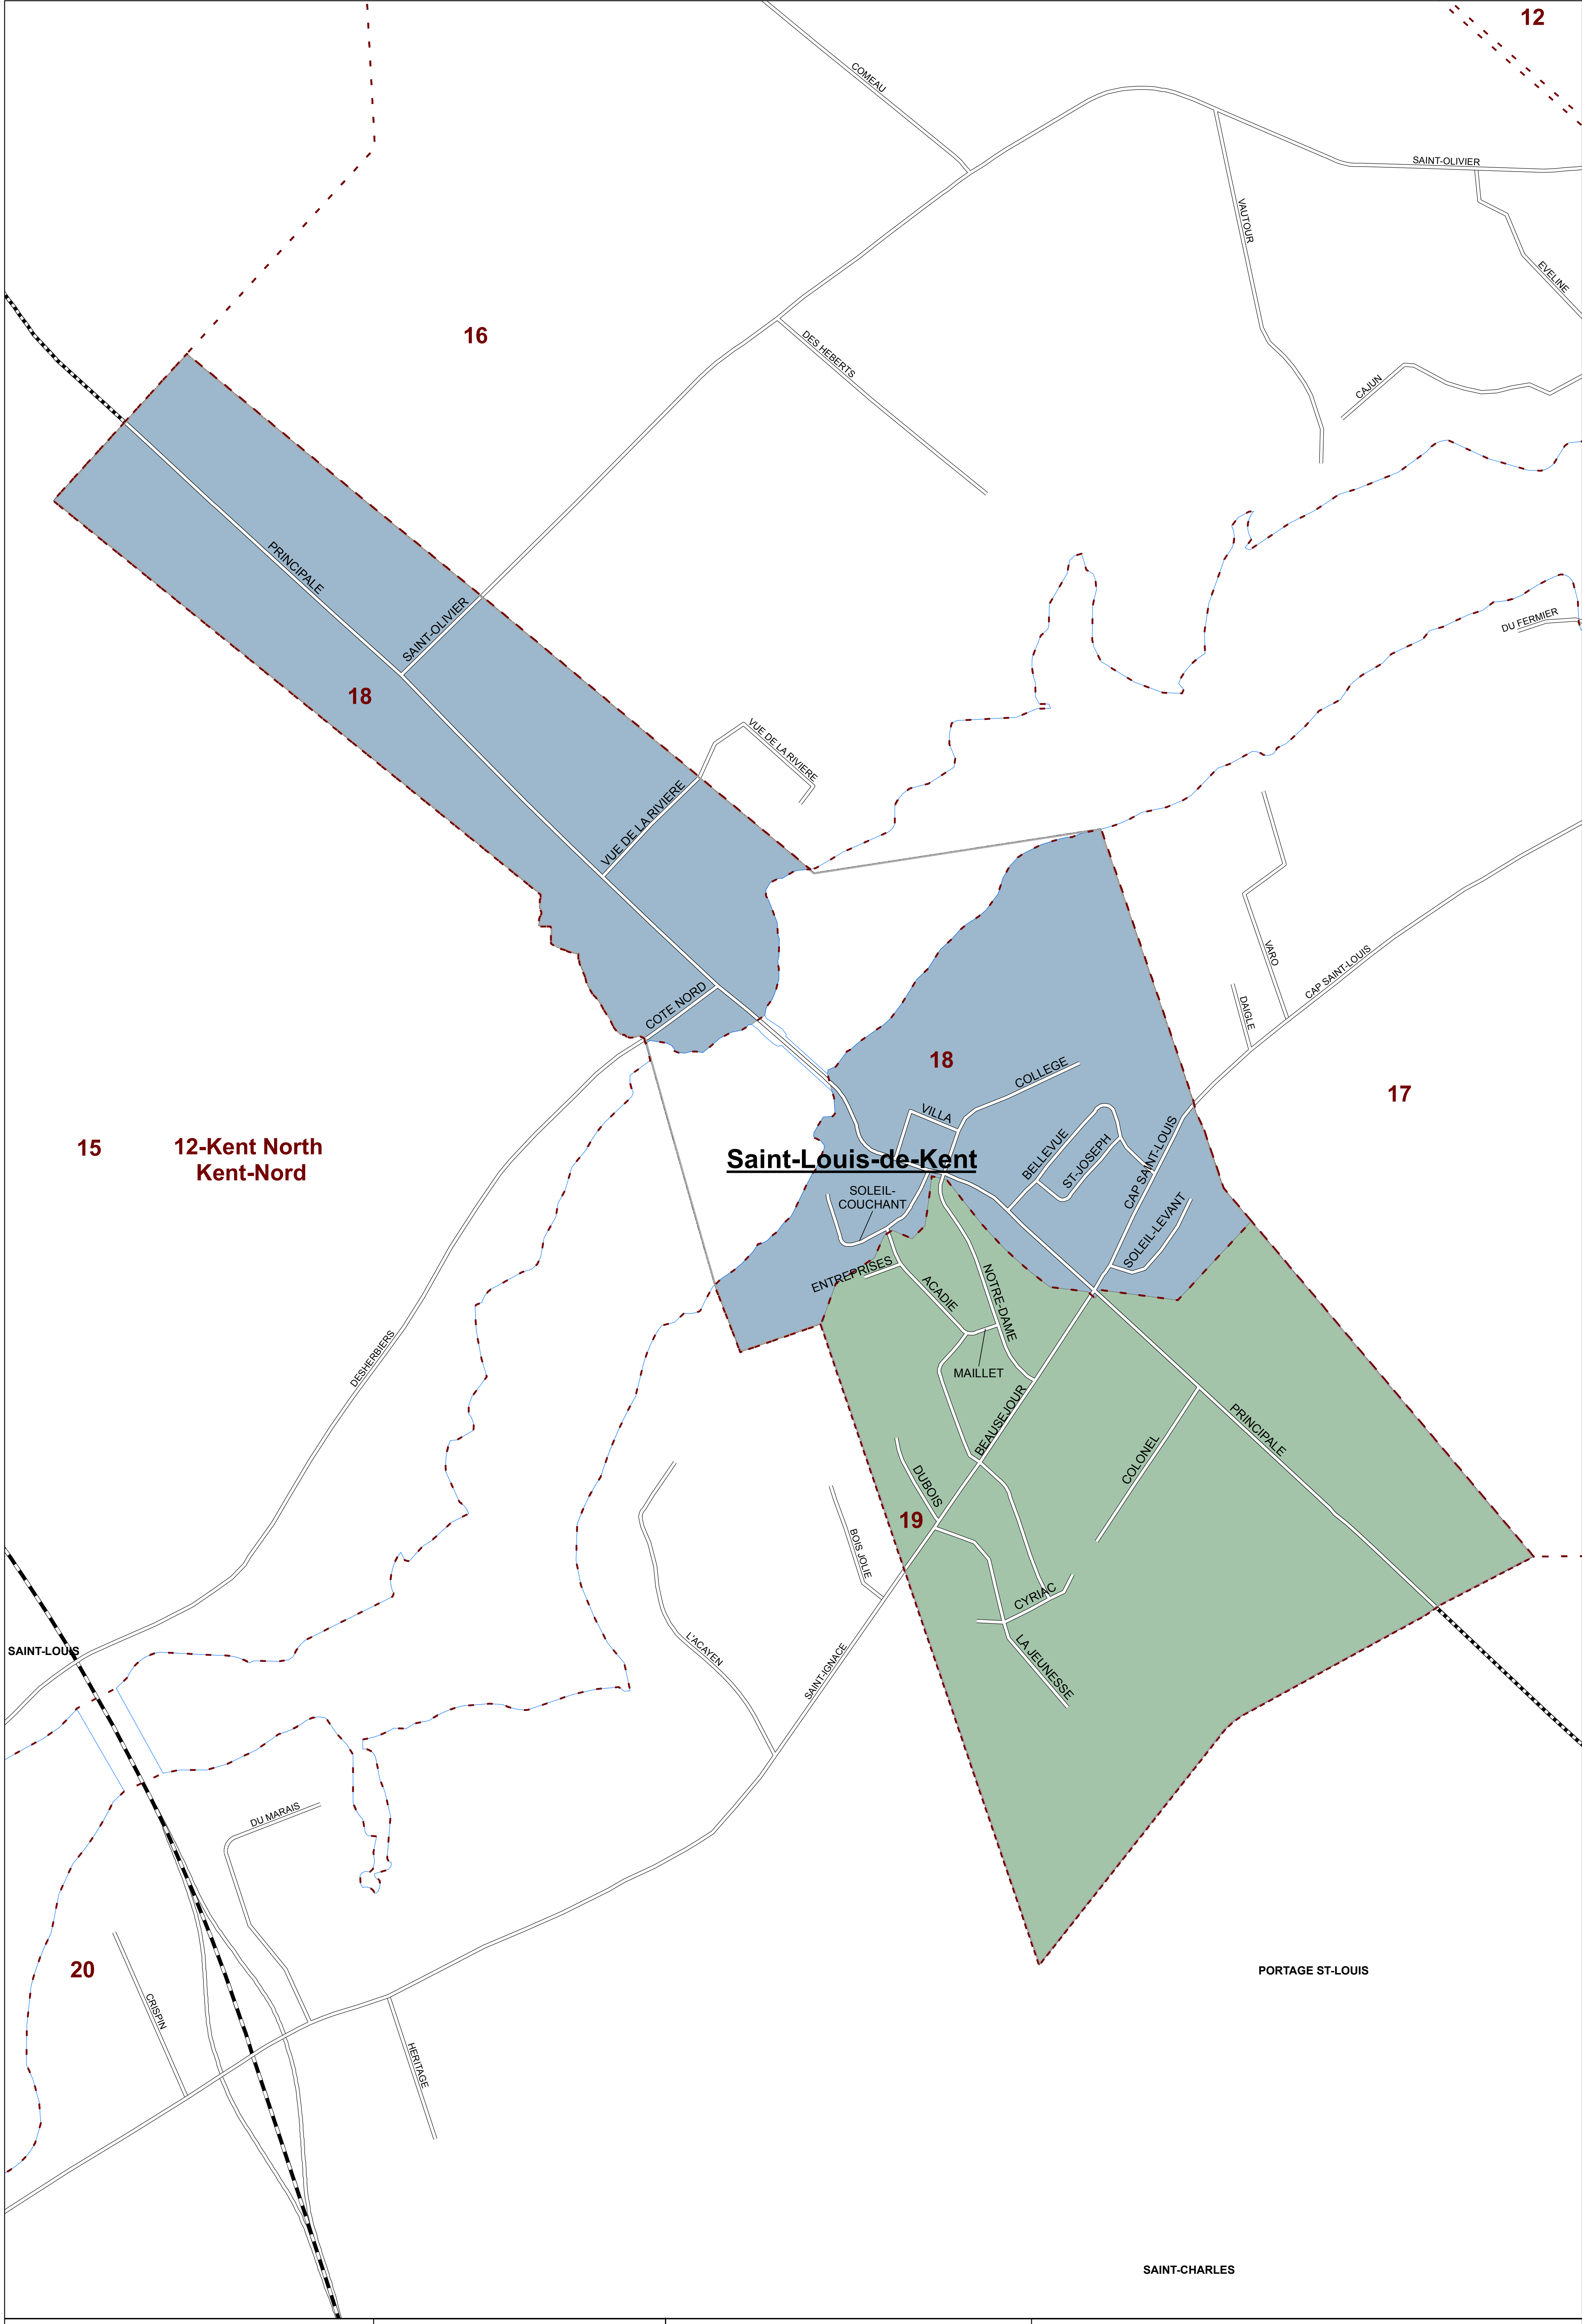 12
COMEAU
SAINT-OLIVIER
VAUTOUR
EVELINE
16
DES HEBERTS
CAJUN
PRINCIPALE
SAINT-OLIVIER
DU FERMIER
18
VUE DE LA RIVIERE
VUE DE LA RIVIERE
VARO
CAP SAINT-LOUIS
COTE NORD
DAIGLE
18
COLLEGE
17
VILLA
15
12-Kent North
Kent-Nord
Saint-Louis-de-Kent
BELLEVUE
ST-JOSEPH
CAP SAINT-LOUIS
SOLEIL-
COUCHANT
SOLEIL-LEVANT
ENTREPRISES
ACADIE
NOTRE-DAME
DESHERBIERS
MAILLET
BEAUSEJOUR
PRINCIPALE
COLONEL
DUBOIS
19
BOIS JOLIE
CYRIAC
SAINT-LOUIS
L'ACAYEN
SAINT-IGNACE
LA JEUNESSE
DU MARAIS
20
PORTAGE ST-LOUIS
CRISPIN
HERITAGE
SAINT-CHARLES